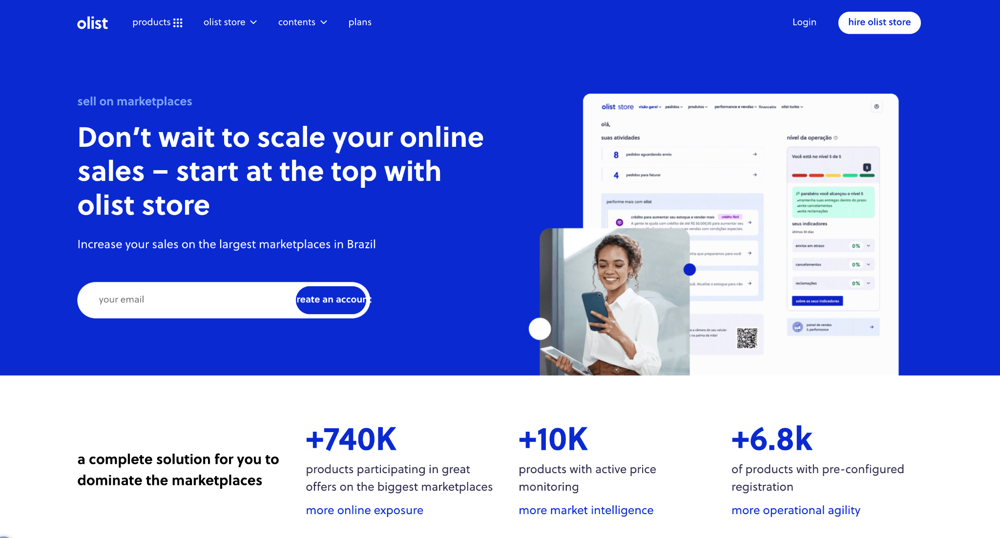 olist products olist store contents plans Login hire olist store
sell on marketplaces
Don’t wait to scale your online
sales – start at the top with
olist store
Increase your sales on the largest marketplaces in Brazil
your email
reate an account
olist store visão geral pedidos produtos performance e vendas financeiro olist turbo
olá,
suas atividades
8 pedidos aguardando envio
4 pedidos para faturar
performe mais com olist
crédito para aumentar seu estoque e vender mais crédito fácil
A gente te ajuda com crédito de até R$ 50.000,00 para aumentar seu
vendas com condições especiais.
que preparamos para você
Atualize o estoque para não
a câmera do seu celular
na palma da mão!
nível da operação
Você está no nível 5 de 5
5
parabéns você alcançou o nível 5
•mantenha suas entregas dentro do prazo
•evite cancelamentos
•evite reclamações
seus indicadores
últimos 30 dias
envios em atraso 0%
cancelamentos 0%
reclamações 0%
sobre os seus indicadores
painel de vendas
& performance
a complete solution for you to
dominate the marketplaces
+740K
products participating in great
offers on the biggest marketplaces
more online exposure
+10K
products with active price
monitoring
more market intelligence
+6.8k
of products with pre-configured
registration
more operational agility